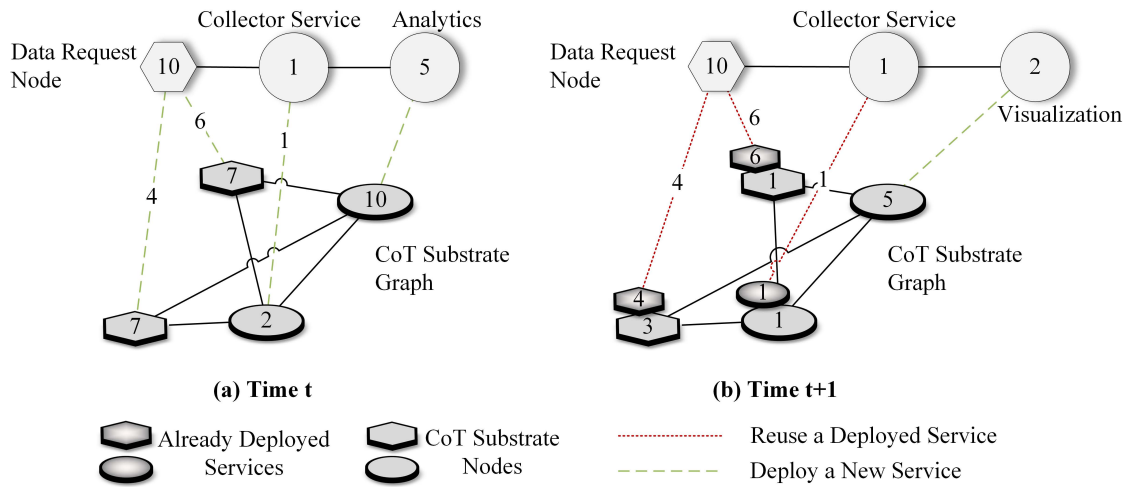 Collector Service
Analytics
Data Request
Node
10
1
5
6
1
4
7
10
CoT Substrate
Graph
7
2
(a) Time t
Collector Service
Data Request
Node
10
1
2
Visualization
6
6
1
4
1
5
CoT Substrate
Graph
4
3
1
1
(b) Time t+1
Already Deployed
Services
CoT Substrate
Nodes
Reuse a Deployed Service
Deploy a New Service